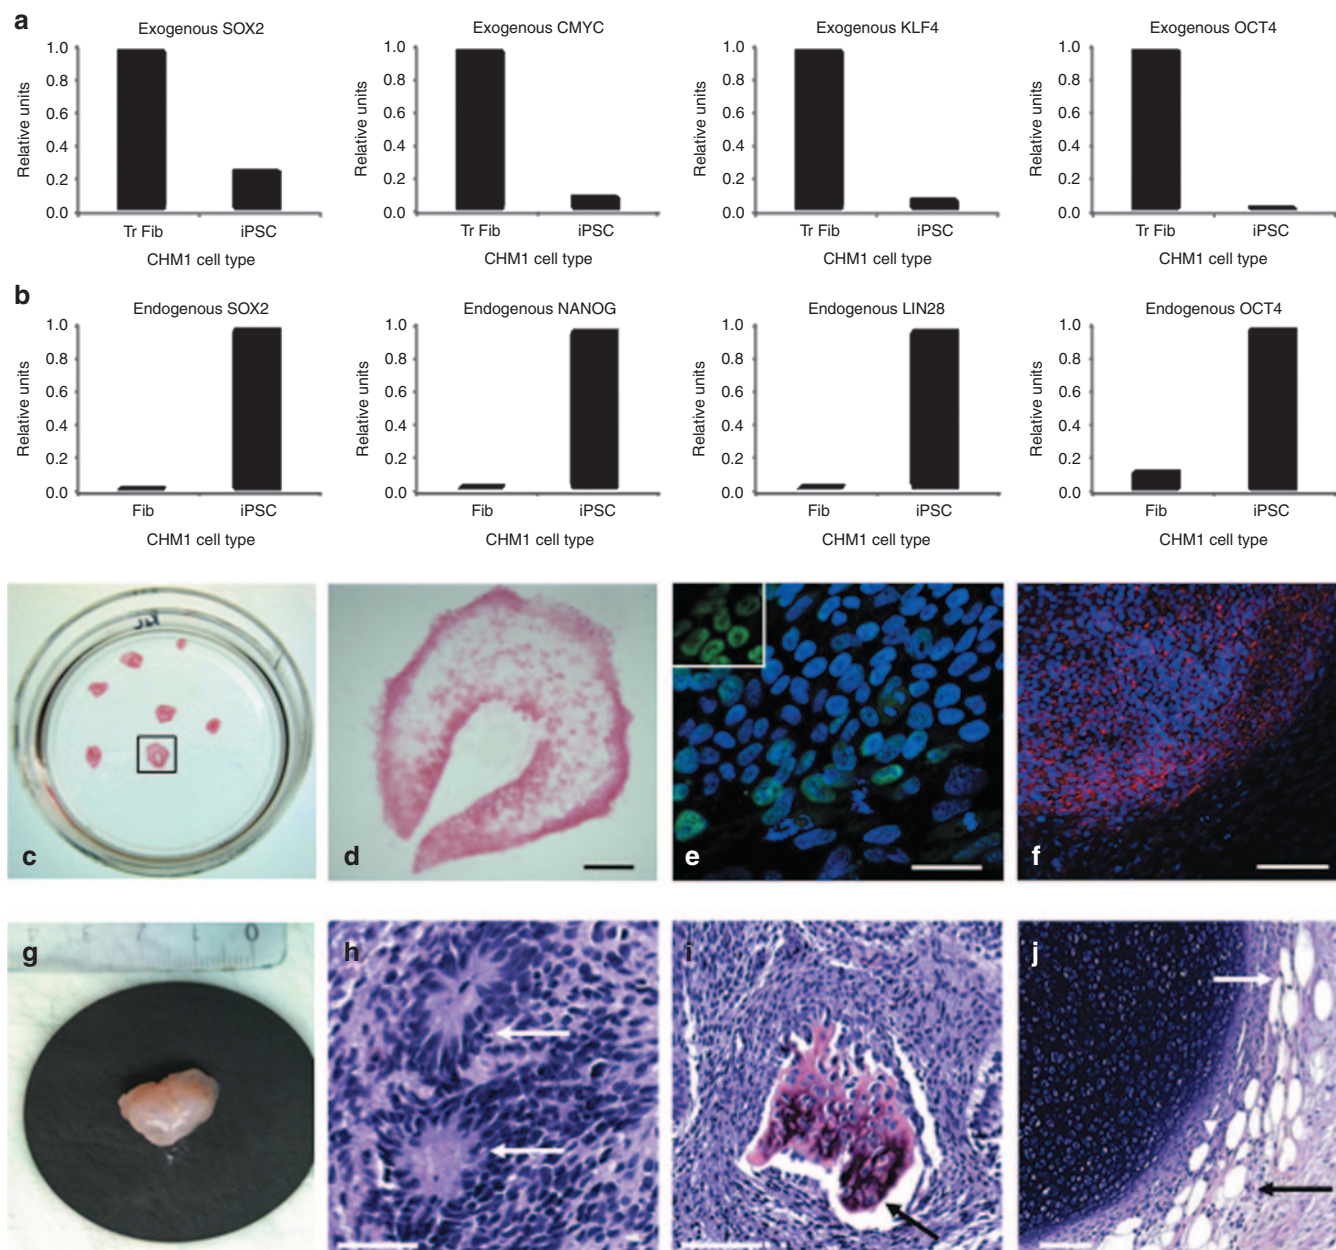 a
Exogenous SOX2
Relative units
1.0
0.8
0.6
0.4
0.2
0.0
Tr Fib iPSC
CHM1 cell type
Exogenous CMYC
Relative units
1.0
0.8
0.6
0.4
0.2
0.0
Tr Fib iPSC
CHM1 cell type
Exogenous KLF4
Relative units
1.0
0.8
0.6
0.4
0.2
0.0
Tr Fib iPSC
CHM1 cell type
Exogenous OCT4
Relative units
1.0
0.8
0.6
0.4
0.2
0.0
Tr Fib iPSC
CHM1 cell type
b
Endogenous SOX2
Relative units
1.0
0.8
0.6
0.4
0.2
0.0
Fib iPSC
CHM1 cell type
Endogenous NANOG
Relative units
1.0
0.8
0.6
0.4
0.2
0.0
Fib iPSC
CHM1 cell type
Endogenous LIN28
Relative units
1.0
0.8
0.6
0.4
0.2
0.0
Fib iPSC
CHM1 cell type
Endogenous OCT4
Relative units
1.0
0.8
0.6
0.4
0.2
0.0
Fib iPSC
CHM1 cell type
c
d
e
f
g
3 2 1 0
h
i
j